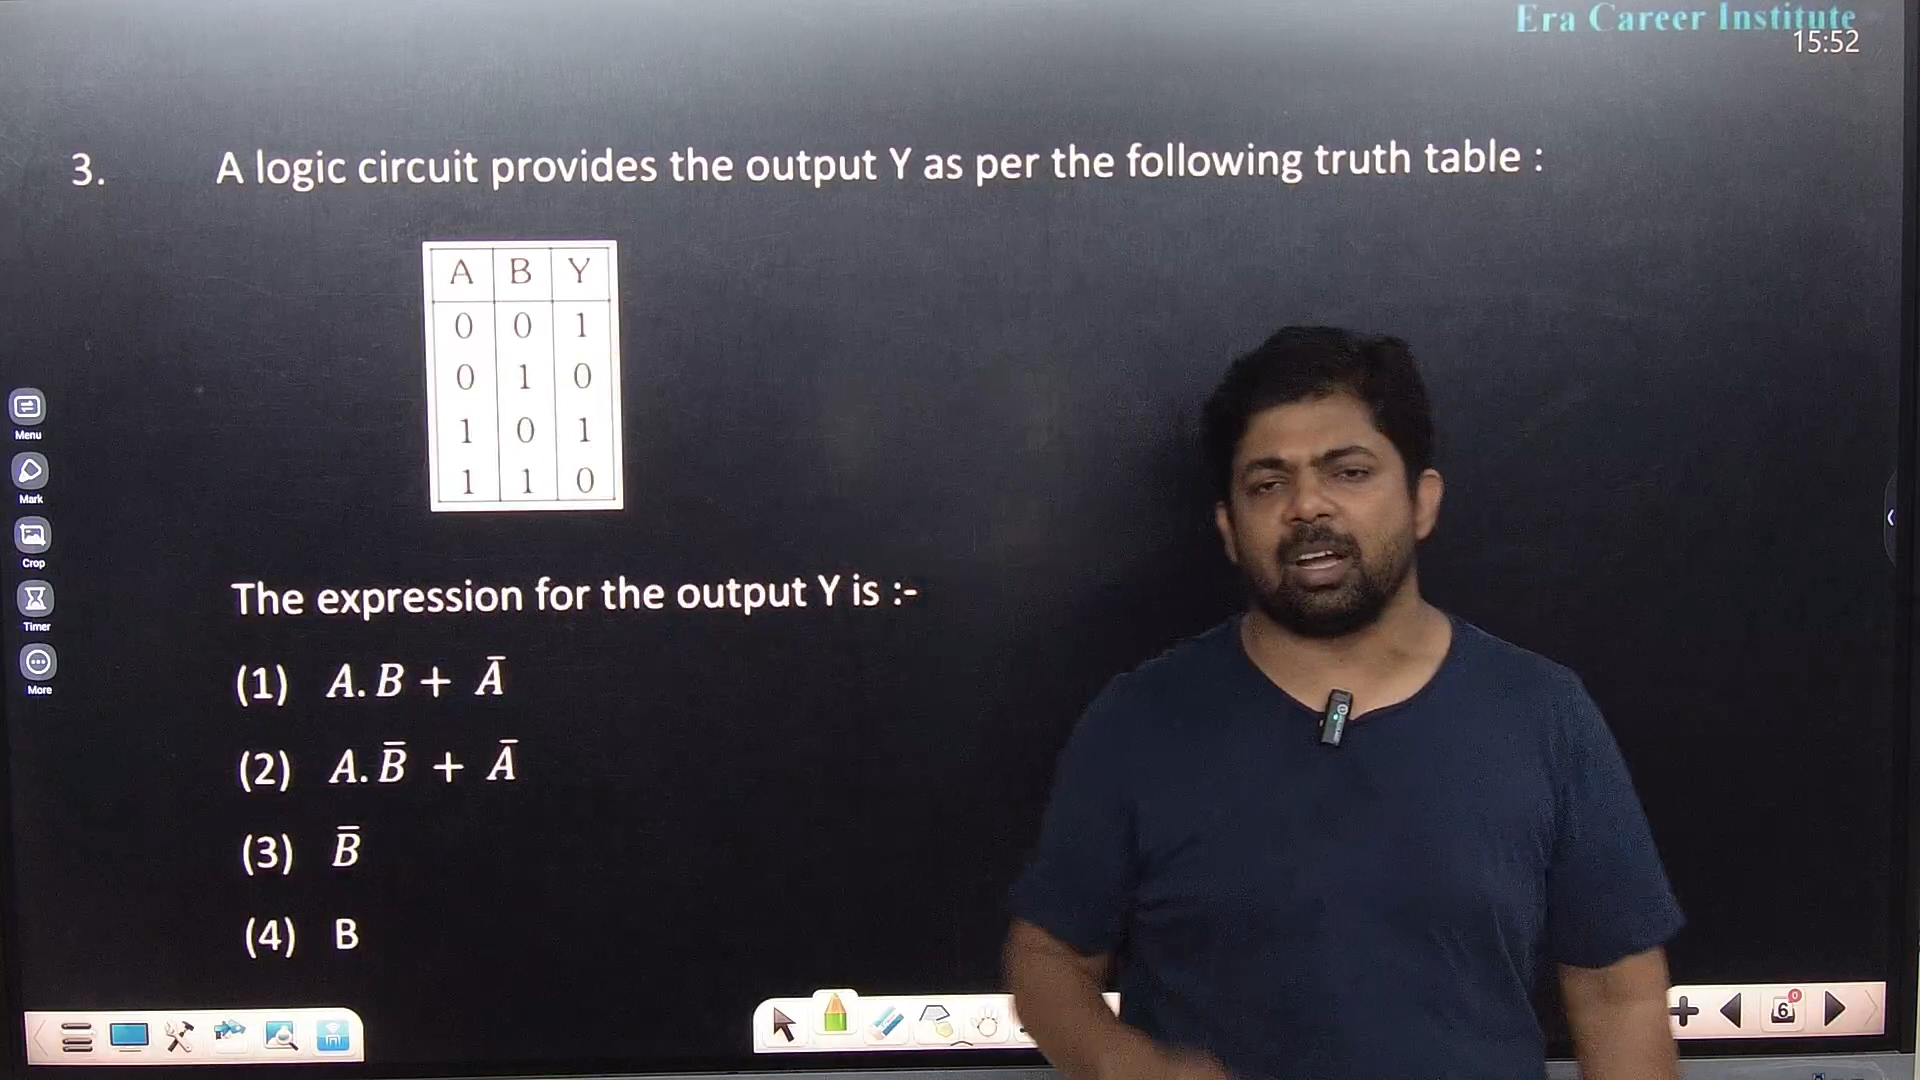 Era Career Institute
15:52
3. A logic circuit provides the output Y as per the following truth table :
A B Y
0 0 1
0 1 0
1 0 1
1 1 0
The expression for the output Y is :-
(1) A.B + Ā
(2) A.B̄ + Ā
(3) B̄
(4) B
Menu
Mark
Crop
Timer
More
6
0